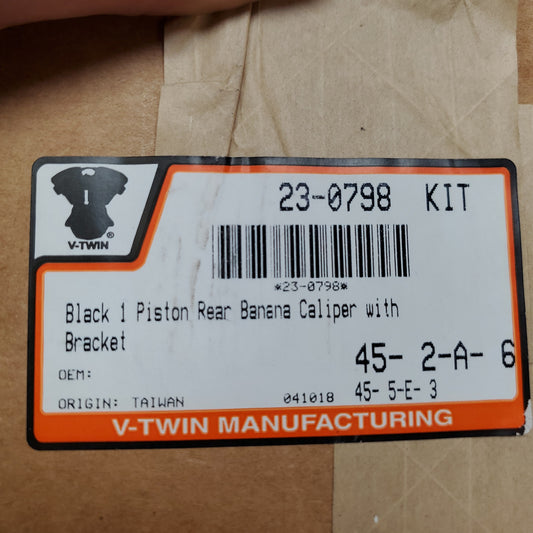 V-TWIN
®
23-0798 KIT
*23-0798*
Black 1 Piston Rear Banana Caliper with
Bracket
45- 2-A- 6
OEM:
ORIGIN: TAIWAN 041018 45- 5-E- 3
V-TWIN MANUFACTURING